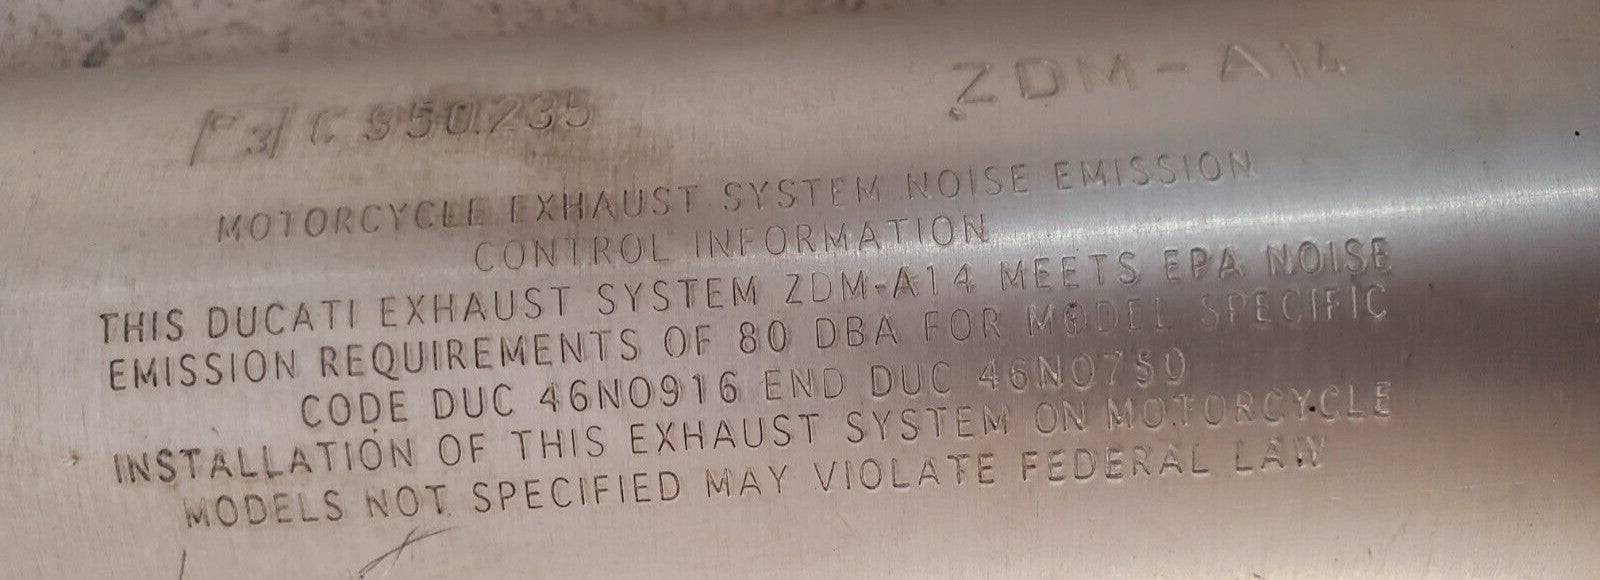 C 950235
ZDM-A14
MOTORCYCLE EXHAUST SYSTEM NOISE EMISSION
CONTROL INFORMATION
THIS DUCATI EXHAUST SYSTEM ZDM-A14 MEETS EPA NOISE
EMISSION REQUIREMENTS OF 80 DBA FOR MODEL SPECIFIC
CODE DUC 46N0916 END DUC 46N0750
INSTALLATION OF THIS EXHAUST SYSTEM ON MOTORCYCLE
MODELS NOT SPECIFIED MAY VIOLATE FEDERAL LAW